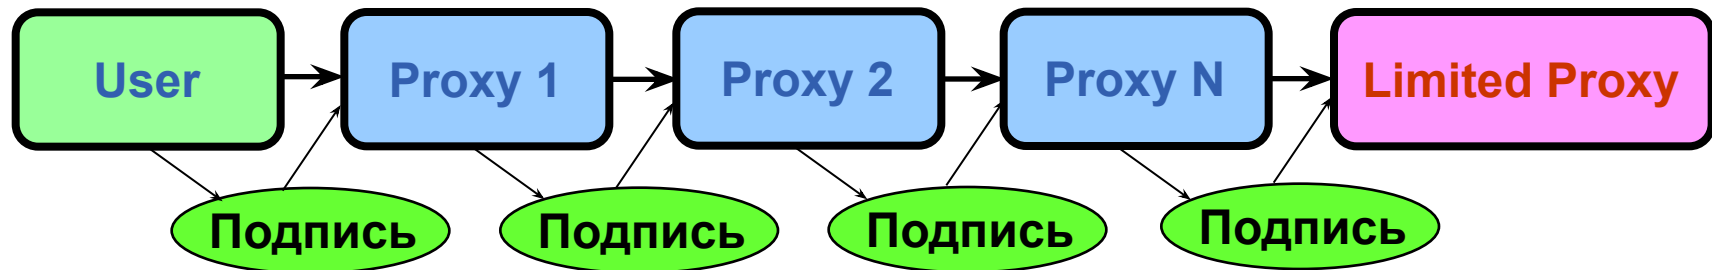 User
Proxy 1
Proxy 2
Proxy N
Limited Proxy
Подпись
Подпись
Подпись
Подпись